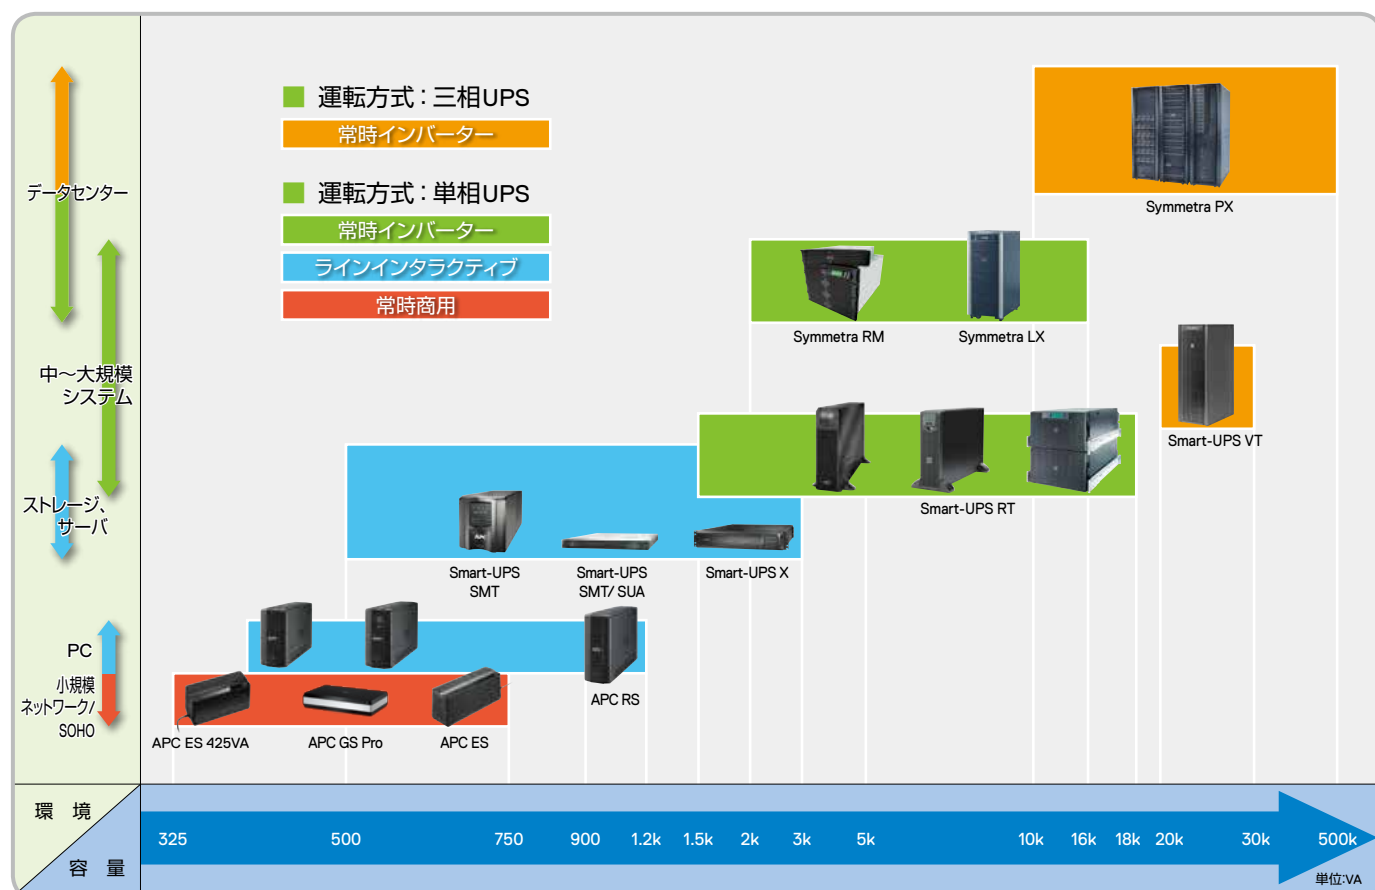 ■ 運転方式：三相UPS
常時インバーター
■ 運転方式：単相UPS
常時インバーター
ラインインタラクティブ
常時商用
データセンター
中～大規模
システム
ストレージ、
サーバ
PC
小規模
ネットワーク/
SOHO
Symmetra PX
Symmetra RM
Symmetra LX
Smart-UPS VT
Smart-UPS RT
Smart-UPS
SMT
Smart-UPS
SMT/ SUA
Smart-UPS X
APC RS
APC ES 425VA
APC GS Pro
APC ES
環 境
容 量
325 500 750 900 1.2k 1.5k 2k 3k 5k 10k 16k 18k 20k 30k 500k
単位:VA